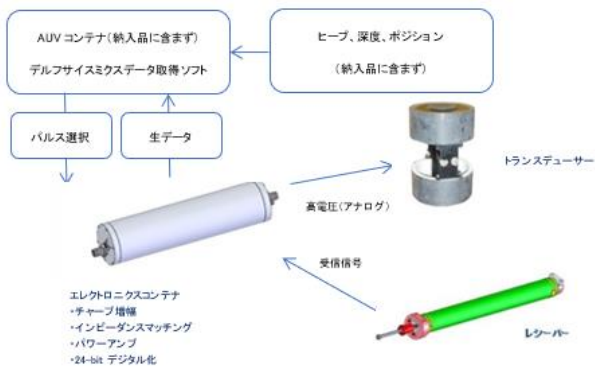 AUV コンテナ(納入品に含まず)
デルフサイスミクスデータ取得ソフト
ヒーブ、深度、ポジション
(納入品に含まず)
パルス選択
生データ
トランスデューサー
高電圧(アナログ)
受信信号
エレクトロニクスコンテナ
・チャープ増幅
・インピーダンスマッチング
・パワーアンプ
・24-bit デジタル化
レシーバー